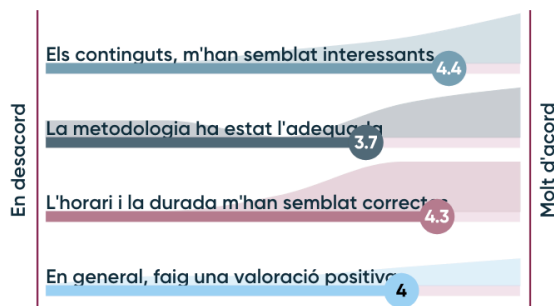 Els continguts, m'han semblat interessants
4.4
La metodologia ha estat l'adequada
3.7
L'horari i la durada m'han semblat correctes
4.3
En general, faig una valoració positiva
4
En desacord
Molt d'acord